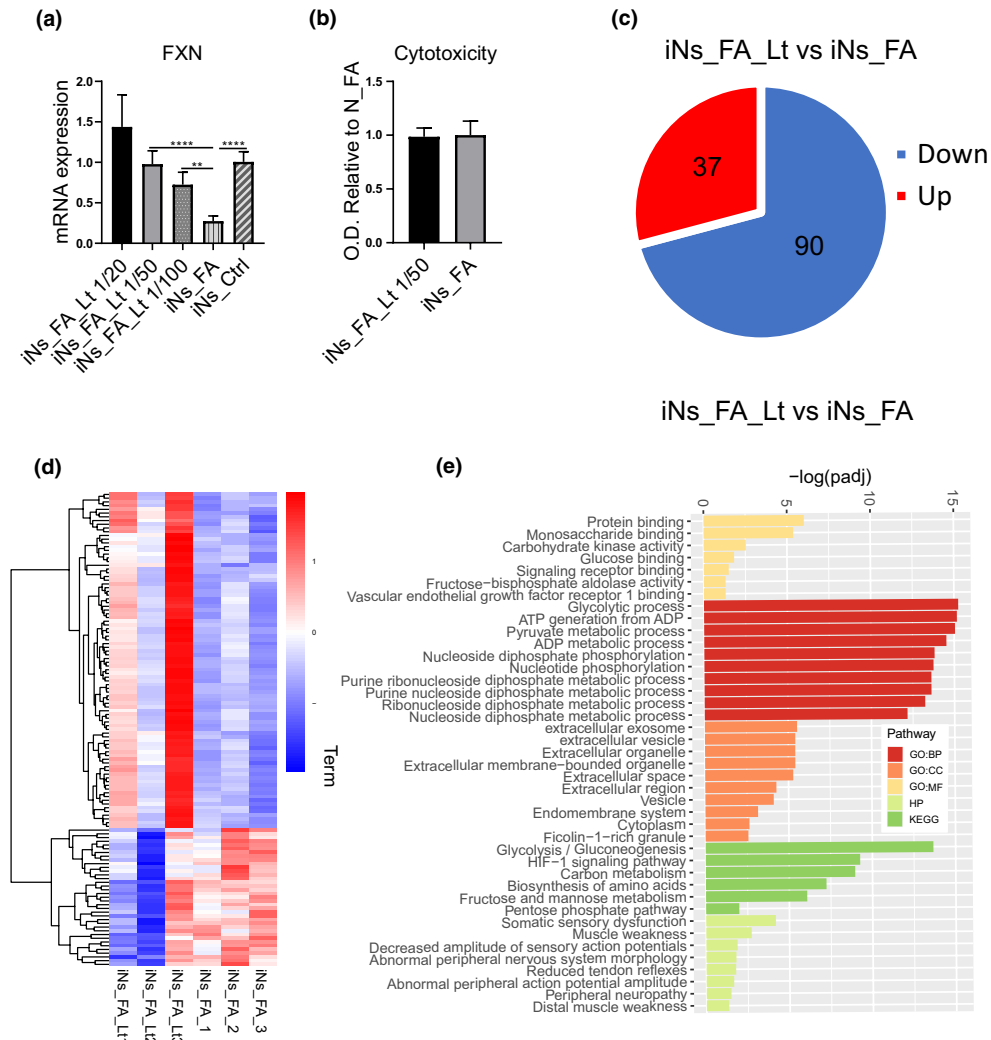 (a)
FXN
mRNA expression
2.0
1.5
1.0
0.5
0.0
****
**
****
iNs_FA_Lt 1/20
iNs_FA_Lt 1/50
iNs_FA_Lt 1/100
iNs_FA
iNs_Ctrl
(b)
Cytotoxicity
O.D. Relative to N_FA
1.5
1.0
0.5
0.0
iNs_FA_Lt 1/50
iNs_FA
(c)
iNs_FA_Lt vs iNs_FA
37
90
Down
Up
(d)
1
0
Term
iNs_FA_Lt1
iNs_FA_Lt2
iNs_FA_Lt3
iNs_FA_1
iNs_FA_2
iNs_FA_3
iNs_FA_Lt vs iNs_FA
(e)
−log(padj)
0
5
10
15
Protein binding
Monosaccharide binding
Carbohydrate kinase activity
Glucose binding
Signaling receptor binding
Fructose−bisphosphate aldolase activity
Vascular endothelial growth factor receptor 1 binding
Glycolytic process
ATP generation from ADP
Pyruvate metabolic process
ADP metabolic process
Nucleoside diphosphate phosphorylation
Nucleotide phosphorylation
Purine ribonucleoside diphosphate metabolic process
Purine nucleoside diphosphate metabolic process
Ribonucleoside diphosphate metabolic process
Nucleoside diphosphate metabolic process
extracellular exosome
extracellular vesicle
Extracellular organelle
Extracellular membrane−bounded organelle
Extracellular space
Extracellular region
Vesicle
Endomembrane system
Cytoplasm
Ficolin−1−rich granule
Glycolysis / Gluconeogenesis
HIF−1 signaling pathway
Carbon metabolism
Biosynthesis of amino acids
Fructose and mannose metabolism
Pentose phosphate pathway
Somatic sensory dysfunction
Muscle weakness
Decreased amplitude of sensory action potentials
Abnormal peripheral nervous system morphology
Reduced tendon reflexes
Abnormal peripheral action potential amplitude
Peripheral neuropathy
Distal muscle weakness
Pathway
GO:BP
GO:CC
GO:MF
HP
KEGG